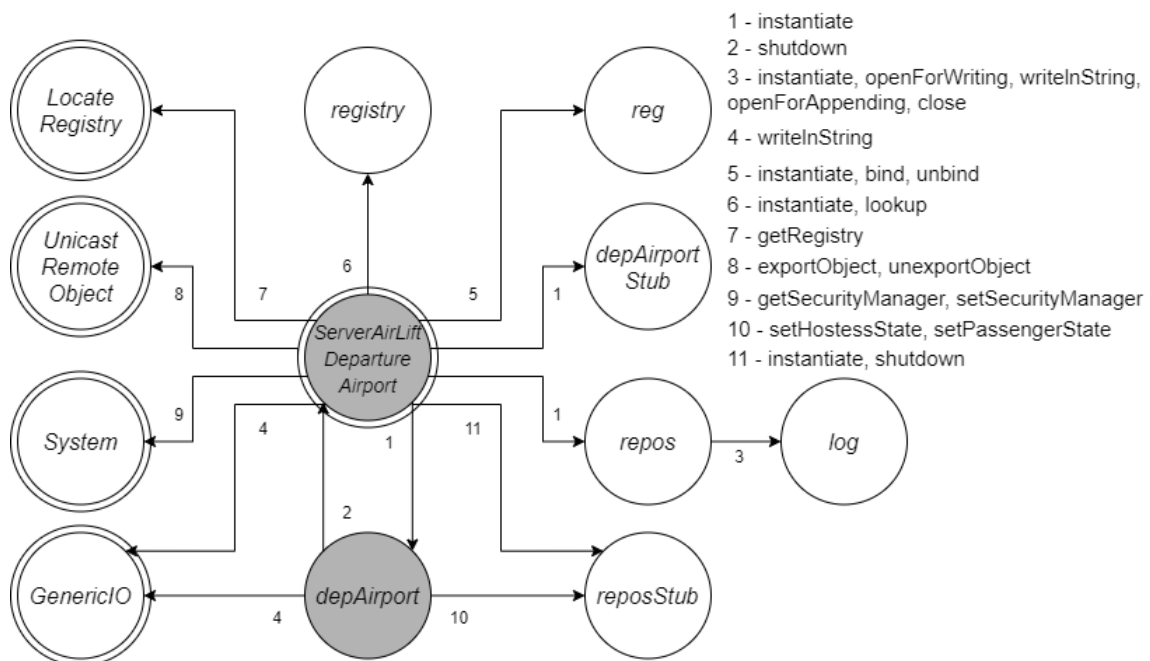 Locate
Registry
registry
reg
1 - instantiate
2 - shutdown
3 - instantiate, openForWriting, writeInString,
openForAppending, close
4 - writeInString
5 - instantiate, bind, unbind
6 - instantiate, lookup
7 - getRegistry
8 - exportObject, unexportObject
9 - getSecurityManager, setSecurityManager
10 - setHostessState, setPassengerState
11 - instantiate, shutdown
Unicast
Remote
Object
depAirport
Stub
6
8
7
5
1
ServerAirLift
Departure
Airport
System
9
4
1
11
1
repos
3
log
2
GenericIO
4
depAirport
10
reposStub